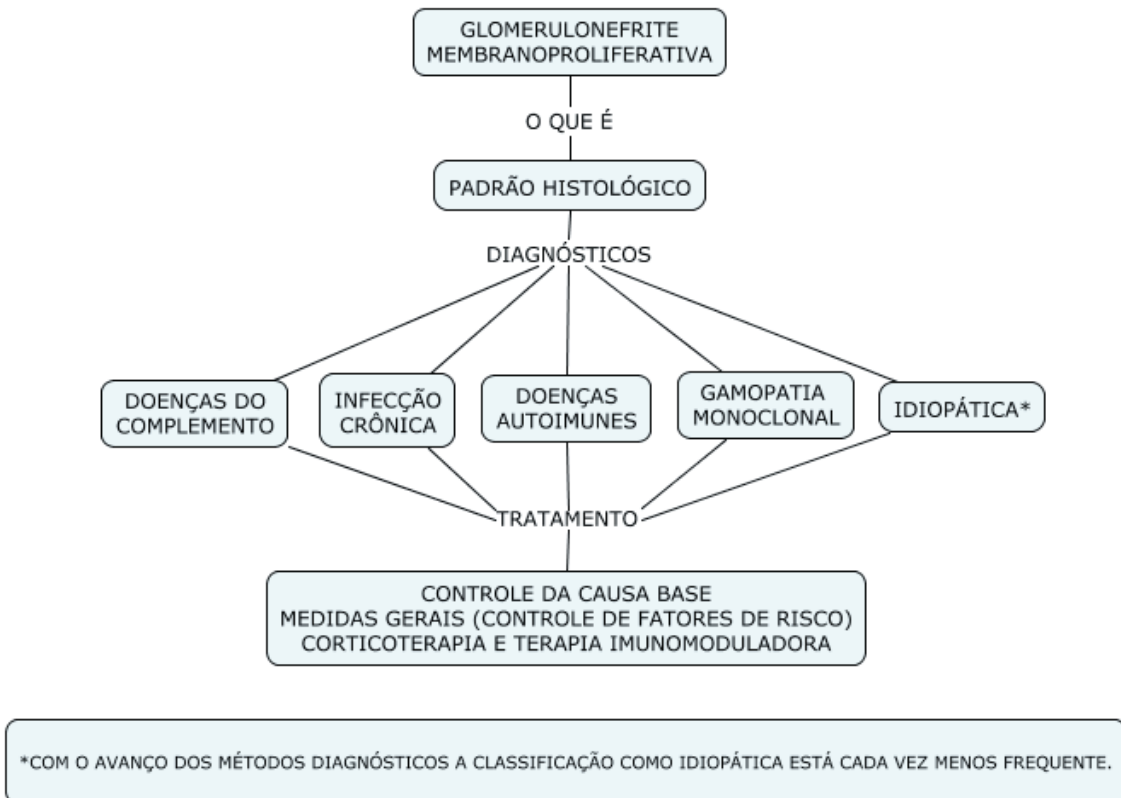 GLOMERULONEFRITE
MEMBRANOPROLIFERATIVA
O QUE É
PADRÃO HISTOLÓGICO
DIAGNÓSTICOS
DOENÇAS DO
COMPLEMENTO
INFECÇÃO
CRÔNICA
DOENÇAS
AUTOIMUNES
GAMOPATIA
MONOCLONAL
IDIOPÁTICA*
TRATAMENTO
CONTROLE DA CAUSA BASE
MEDIDAS GERAIS (CONTROLE DE FATORES DE RISCO)
CORTICOTERAPIA E TERAPIA IMUNOMODULADORA
*COM O AVANÇO DOS MÉTODOS DIAGNÓSTICOS A CLASSIFICAÇÃO COMO IDIOPÁTICA ESTÁ CADA VEZ MENOS FREQUENTE.